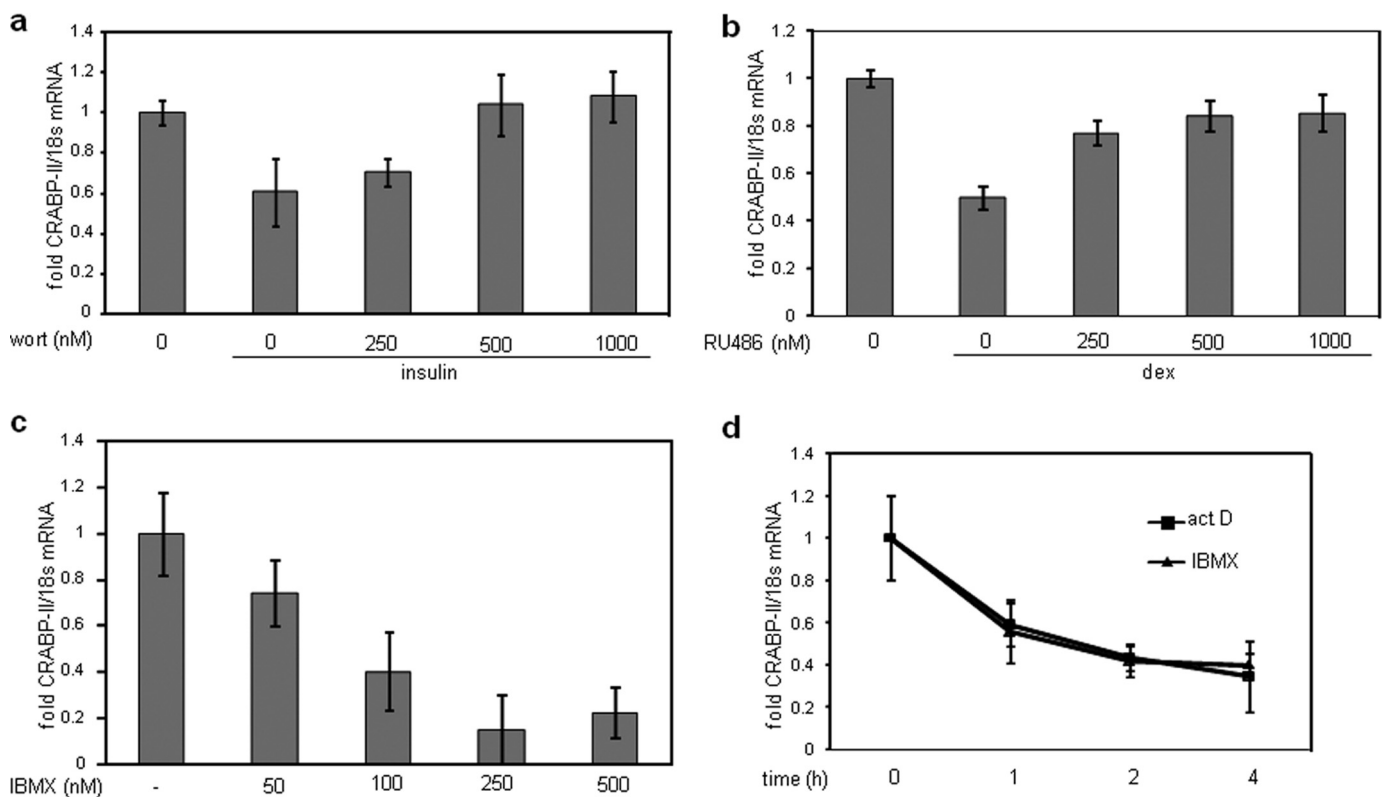 a
fold CRABP-II/18s mRNA
1.4
1.2
1
0.8
0.6
0.4
0.2
0
wort (nM) 0 0 250 500 1000
insulin
b
fold CRABP-II/18s mRNA
1.2
1
0.8
0.6
0.4
0.2
0
RU486 (nM) 0 0 250 500 1000
dex
c
fold CRABP-II/18s mRNA
1.4
1.2
1
0.8
0.6
0.4
0.2
0
IBMX (nM) - 50 100 250 500
d
fold CRABP-II/18s mRNA
1.4
1.2
1
0.8
0.6
0.4
0.2
0
act D
IBMX
time (h) 0 1 2 4